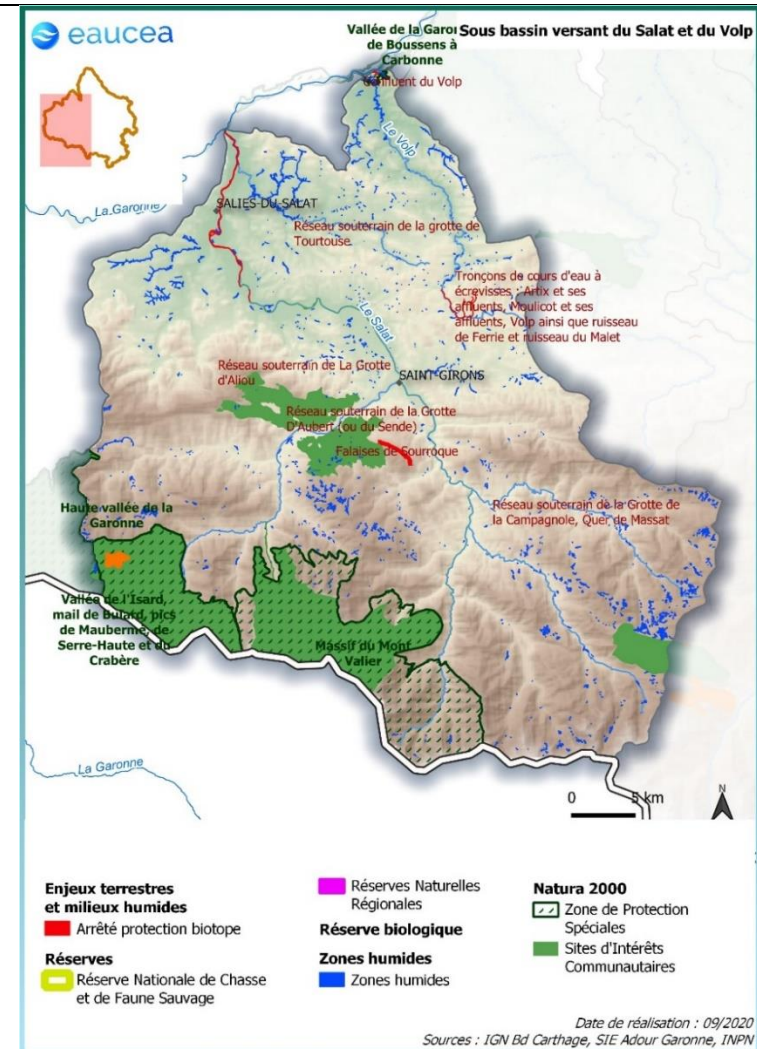 eaucea
Sous bassin versant du Salat et du Volp
Vallée de la Garo
de Boussens à
Carbonne
onfluent du Volp
Le Volp
La Garonne
SALIES-DU-SALAT
Réseau souterrain de la grotte de
Tourtouse
Tronçons de cours d'eau à
écrevisses : Artix et ses
affluents, Moulicot et ses
affluents, Volp ainsi que ruisseau
de Ferrie et ruisseau du Malet
Le Salat
Réseau souterrain de La Grotte
d'Aliou
SAINT-GIRONS
Réseau souterrain de la Grotte
D'Aubert (ou du Sende)
Falaises de Sourroque
Haute vallée de la
Garonne
Réseau souterrain de la Grotte de
la Campagnole, Quer de Massat
Vallée de l'Isard,
mail de Bulard, pics
de Maubermé, de
Serre-Haute et du
Crabère
Massif du Mont
Valier
La Garonne
0 5 km
N
Enjeux terrestres
et milieux humides
Arrêté protection biotope
Réserves
Réserve Nationale de Chasse
et de Faune Sauvage
Réserves Naturelles
Régionales
Réserve biologique
Zones humides
Zones humides
Natura 2000
Zone de Protection
Spéciales
Sites d'Intérêts
Communautaires
Date de réalisation : 09/2020
Sources : IGN Bd Carthage, SIE Adour Garonne, INPN